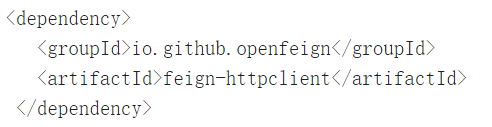 <dependency>
<groupId>io.github.openfeign</groupId>
<artifactId>feign-httpclient</artifactId>
</dependency>